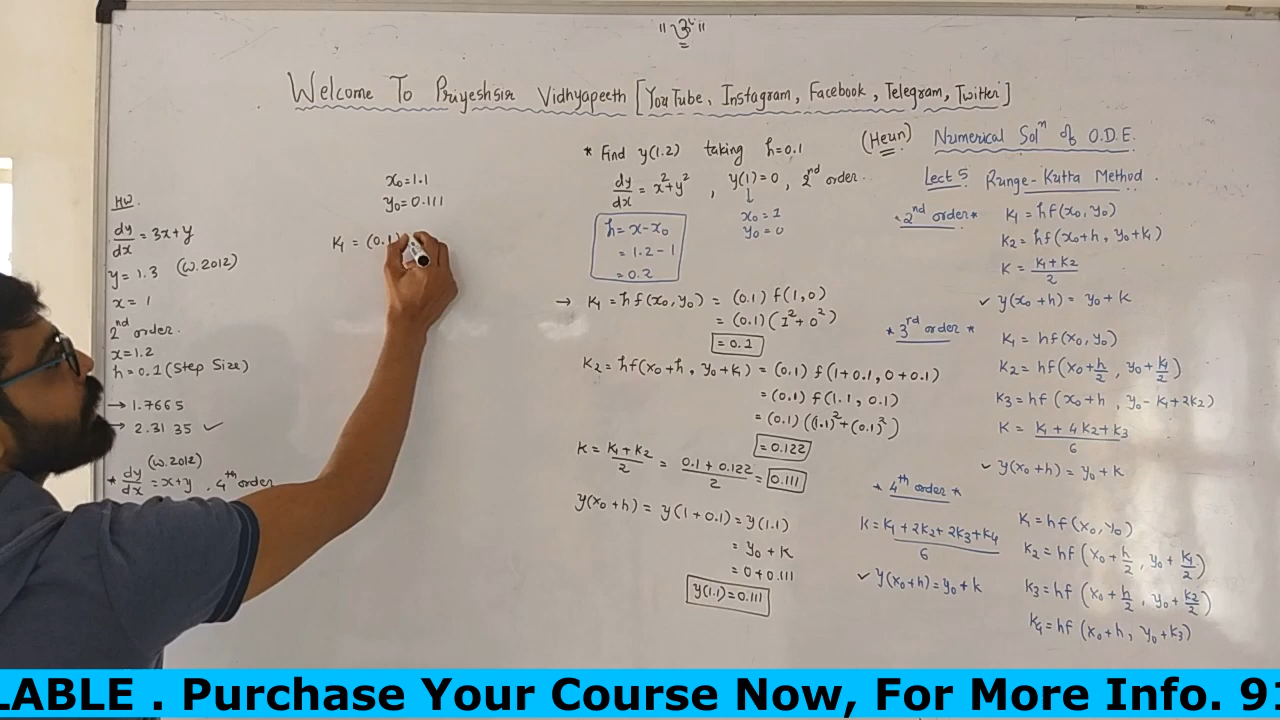 ॥ ॐ ॥
Welcome To Priyeshsir Vidhyapeeth [YouTube, Instagram, Facebook, Telegram, Twitter]
(Heun) Numerical Solⁿ of O.D.E.
Lect 5 Runge-Kutta Method.
* 2nd order *
K₁ = hf(x₀, y₀)
K₂ = hf(x₀+h, y₀+K₁)
K = (K₁+K₂)/2
✓ y(x₀+h) = y₀+K
* 3rd order *
K₁ = hf(x₀, y₀)
K₂ = hf(x₀+h/2, y₀+K₁/2)
K₃ = hf(x₀+h, y₀-K₁+2K₂)
K = (K₁+4K₂+K₃)/6
✓ y(x₀+h) = y₀+K
* 4th order *
K₁ = hf(x₀, y₀)
K₂ = hf(x₀+h/2, y₀+K₁/2)
K₃ = hf(x₀+h/2, y₀+K₂/2)
K₄ = hf(x₀+h, y₀+K₃)
K = (K₁+2K₂+2K₃+K₄)/6
✓ y(x₀+h) = y₀+K
* Find y(1.2) taking h=0.1
dy/dx = x²+y², y(1)=0, 2nd order.
x₀=1
y₀=0
h = x-x₀
= 1.2-1
= 0.2
→ K₁ = hf(x₀, y₀) = (0.1) f(1,0)
= (0.1)(1²+0²)
= 0.1
K₂ = hf(x₀+h, y₀+K) = (0.1) f(1+0.1, 0+0.1)
= (0.1) f(1.1, 0.1)
= (0.1)((1.1)²+(0.1)²)
= 0.122
K = (K₁+K₂)/2 = (0.1+0.122)/2 = 0.111
y(x₀+h) = y(1+0.1) = y(1.1)
= y₀+K
= 0+0.111
y(1.1)=0.111
x₀=1.1
y₀=0.111
K₁ = (0.1)
HW.
dy/dx = 3x+y
y = 1.3 (W.2012)
x = 1
2nd order.
x=1.2
h=0.1 (Step Size)
→ 1.7665
→ 2.3135 ✓
(W.2012)
* dy/dx = x+y, 4th order
LABLE . Purchase Your Course Now, For More Info. 91